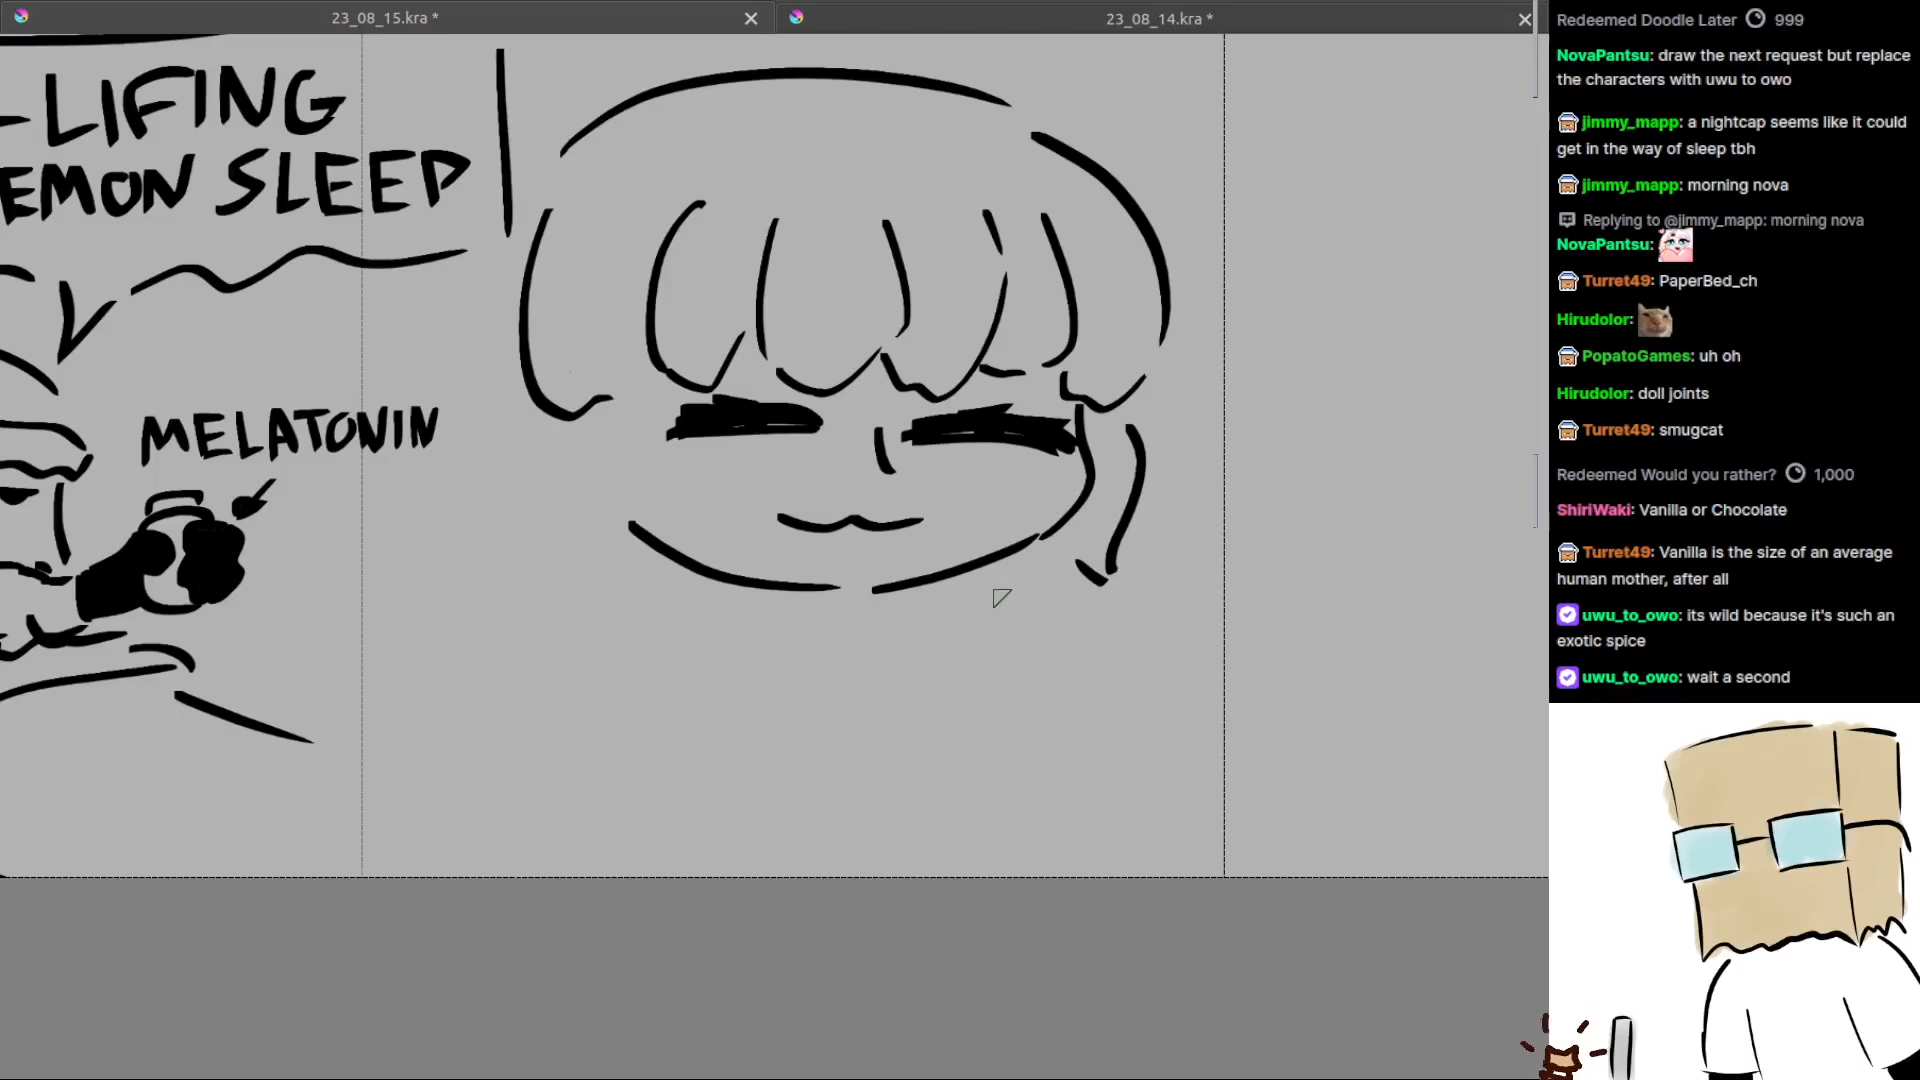 23_08_15.kra *
23_08_14.kra *
-LIFING
EMON SLEEP
MELATONIN
Redeemed Doodle Later 999
NovaPantsu: draw the next request but replace
the characters with uwu to owo
jimmy_mapp: a nightcap seems like it could
get in the way of sleep tbh
jimmy_mapp: morning nova
Replying to @jimmy_mapp: morning nova
NovaPantsu:
Turret49: PaperBed_ch
Hirudolor:
PopatoGames: uh oh
Hirudolor: doll joints
Turret49: smugcat
Redeemed Would you rather? 1,000
ShiriWaki: Vanilla or Chocolate
Turret49: Vanilla is the size of an average
human mother, after all
uwu_to_owo: its wild because it's such an
exotic spice
uwu_to_owo: wait a second